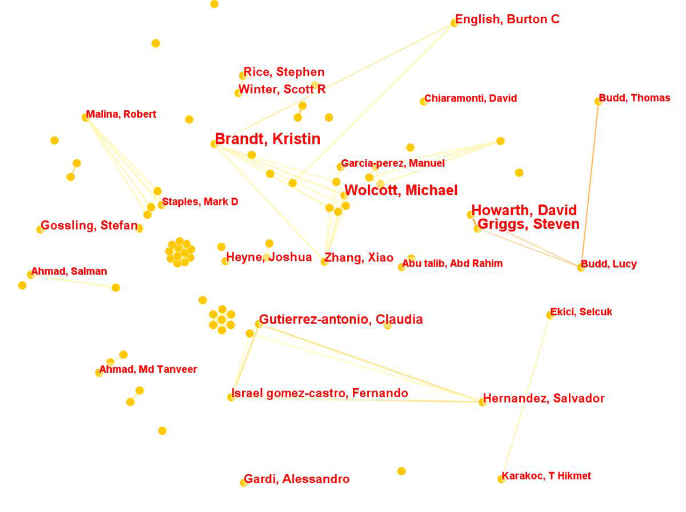 English, Burton C
Rice, Stephen
Winter, Scott R
Chiaramonti, David
Budd, Thomas
Malina, Robert
Brandt, Kristin
Garcia-perez, Manuel
Wolcott, Michael
Staples, Mark D
Howarth, David
Gossling, Stefan
Griggs, Steven
Heyne, Joshua
Zhang, Xiao
Abu talib, Abd Rahim
Budd, Lucy
Ahmad, Salman
Ekici, Selcuk
Gutierrez-antonio, Claudia
Ahmad, Md Tanveer
Israel gomez-castro, Fernando
Hernandez, Salvador
Gardi, Alessandro
Karakoc, T Hikmet